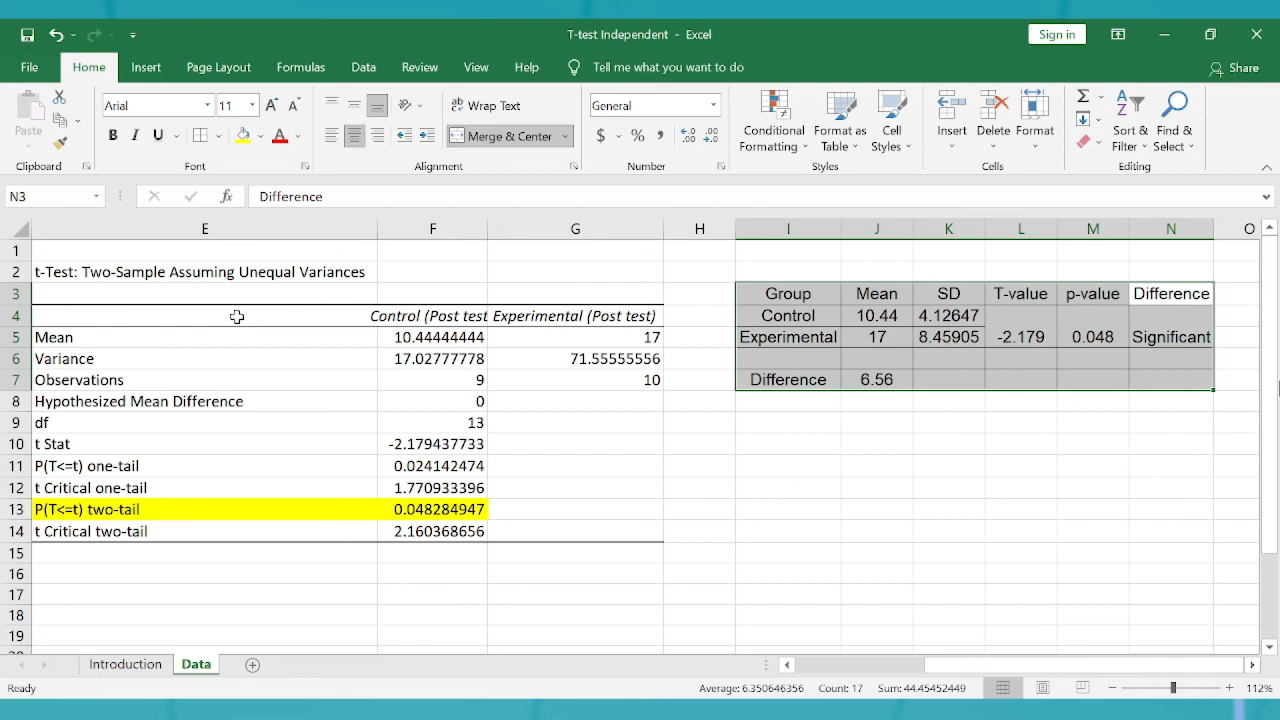 T-test Independent - Excel
Sign in
File Home Insert Page Layout Formulas Data Review View Help Tell me what you want to do Share
Paste
Arial 11
B I U
Wrap Text
Merge & Center
General
$ % ,
Conditional Formatting
Format as Table
Cell Styles
Insert Delete Format
Sort & Filter
Find & Select
Clipboard Font Alignment Number Styles Cells Editing
N3 fx Difference
E F G H I J K L M N O
1
2 t-Test: Two-Sample Assuming Unequal Variances
3 Group Mean SD T-value p-value Difference
4 Control (Post test Experimental (Post test) Control 10.44 4.12647
5 Mean 10.44444444 17 Experimental 17 8.45905 -2.179 0.048 Significant
6 Variance 17.02777778 71.55555556
7 Observations 9 10 Difference 6.56
8 Hypothesized Mean Difference 0
9 df 13
10 t Stat -2.179437733
11 P(T<=t) one-tail 0.024142474
12 t Critical one-tail 1.770933396
13 P(T<=t) two-tail 0.048284947
14 t Critical two-tail 2.160368656
15
16
17
18
19
Introduction Data
Ready Average: 6.350646356 Count: 17 Sum: 44.45452449 112%